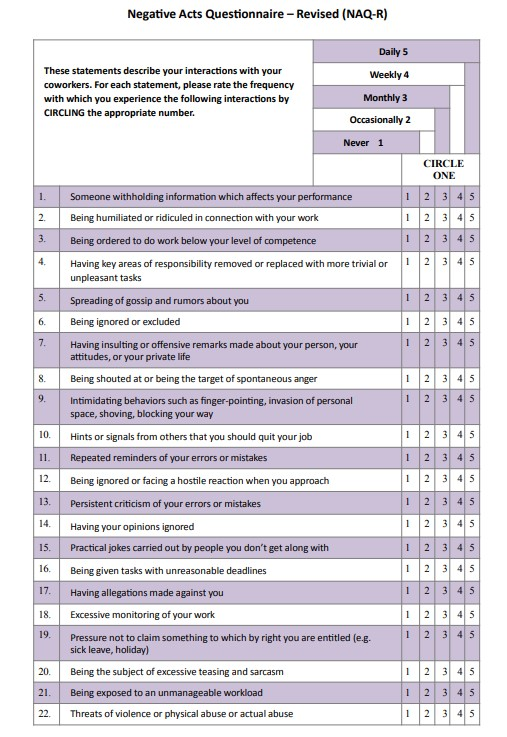 Negative Acts Questionnaire – Revised (NAQ-R)
These statements describe your interactions with your
coworkers. For each statement, please rate the frequency
with which you experience the following interactions by
CIRCLING the appropriate number.
Daily 5
Weekly 4
Monthly 3
Occasionally 2
Never 1
CIRCLE
ONE
1. Someone withholding information which affects your performance 1 2 3 4 5
2. Being humiliated or ridiculed in connection with your work 1 2 3 4 5
3. Being ordered to do work below your level of competence 1 2 3 4 5
4. Having key areas of responsibility removed or replaced with more trivial or 1 2 3 4 5
unpleasant tasks
5. Spreading of gossip and rumors about you 1 2 3 4 5
6. Being ignored or excluded 1 2 3 4 5
7. Having insulting or offensive remarks made about your person, your 1 2 3 4 5
attitudes, or your private life
8. Being shouted at or being the target of spontaneous anger 1 2 3 4 5
9. Intimidating behaviors such as finger-pointing, invasion of personal 1 2 3 4 5
space, shoving, blocking your way
10. Hints or signals from others that you should quit your job 1 2 3 4 5
11. Repeated reminders of your errors or mistakes 1 2 3 4 5
12. Being ignored or facing a hostile reaction when you approach 1 2 3 4 5
13. Persistent criticism of your errors or mistakes 1 2 3 4 5
14. Having your opinions ignored 1 2 3 4 5
15. Practical jokes carried out by people you don't get along with 1 2 3 4 5
16. Being given tasks with unreasonable deadlines 1 2 3 4 5
17. Having allegations made against you 1 2 3 4 5
18. Excessive monitoring of your work 1 2 3 4 5
19. Pressure not to claim something to which by right you are entitled (e.g. 1 2 3 4 5
sick leave, holiday)
20. Being the subject of excessive teasing and sarcasm 1 2 3 4 5
21. Being exposed to an unmanageable workload 1 2 3 4 5
22. Threats of violence or physical abuse or actual abuse 1 2 3 4 5